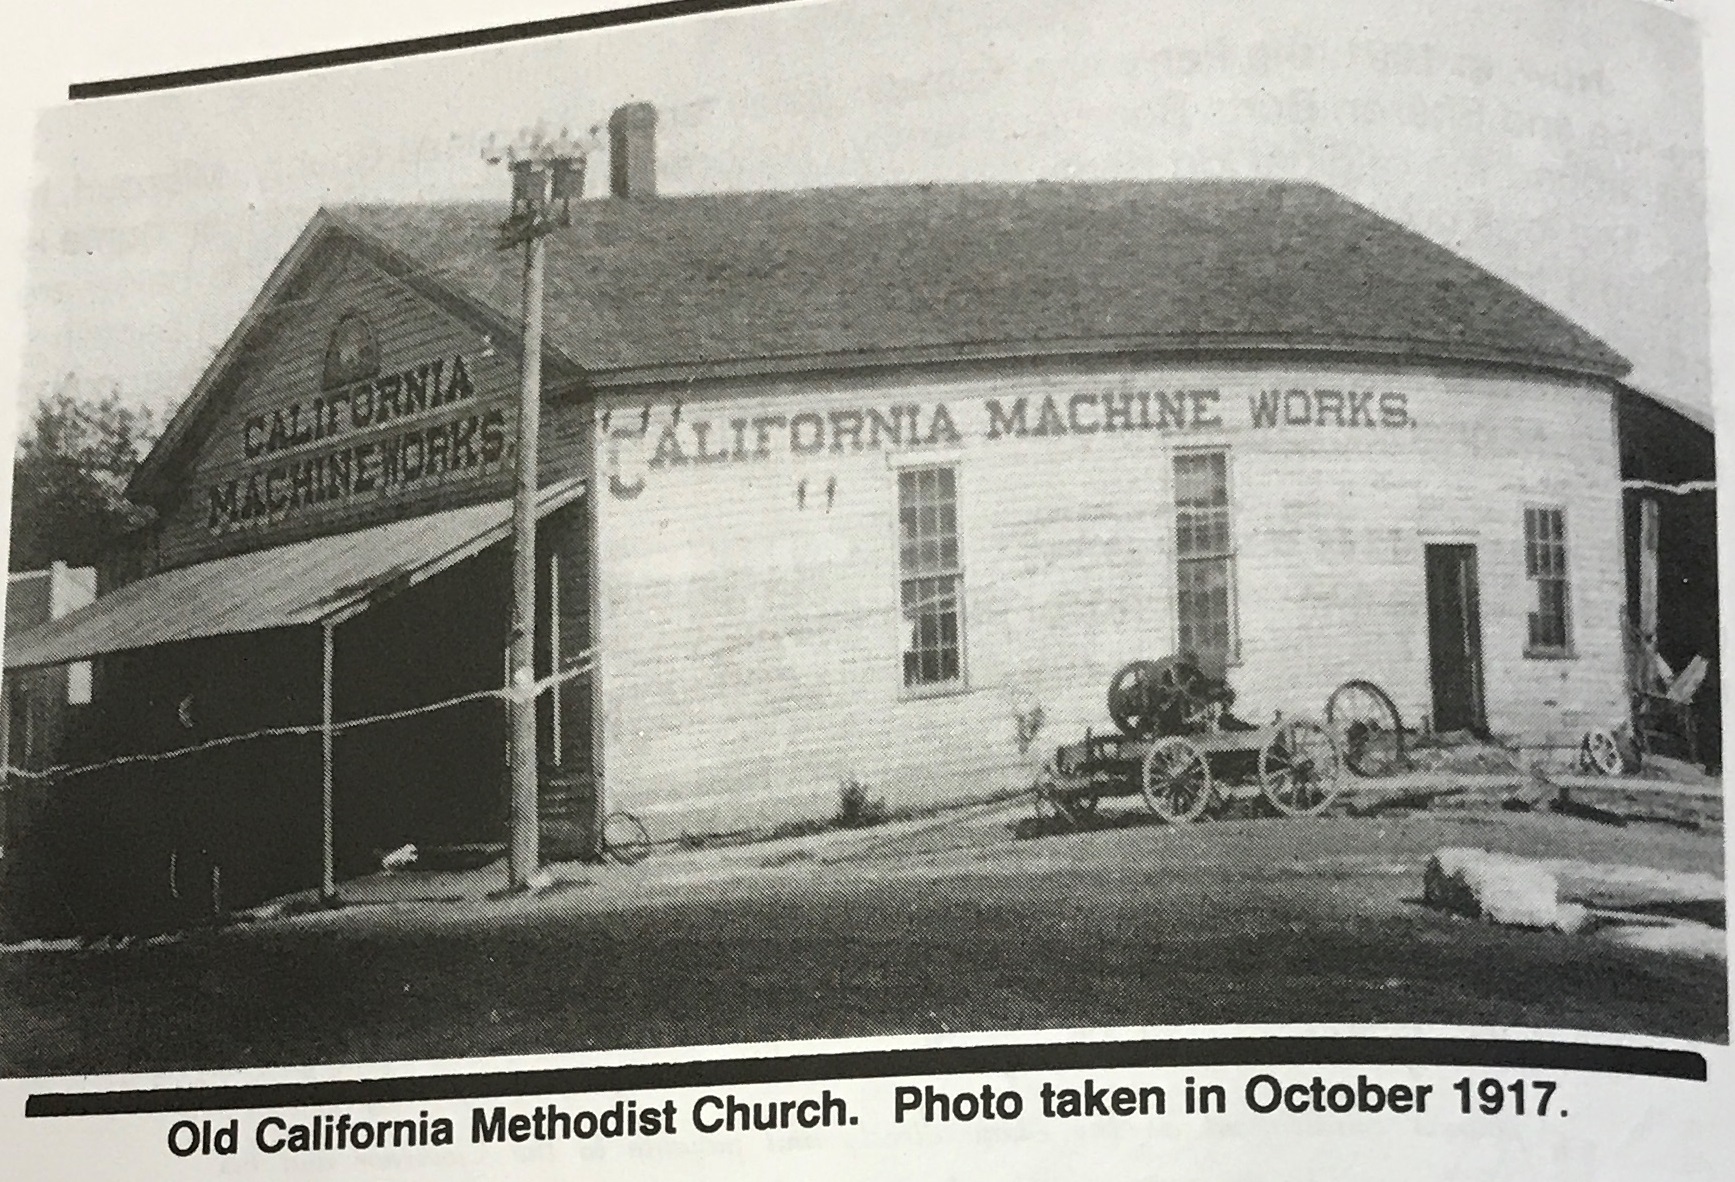 CALIFORNIA
MACHINE WORKS.
CALIFORNIA MACHINE WORKS.
Old California Methodist Church. Photo taken in October 1917.